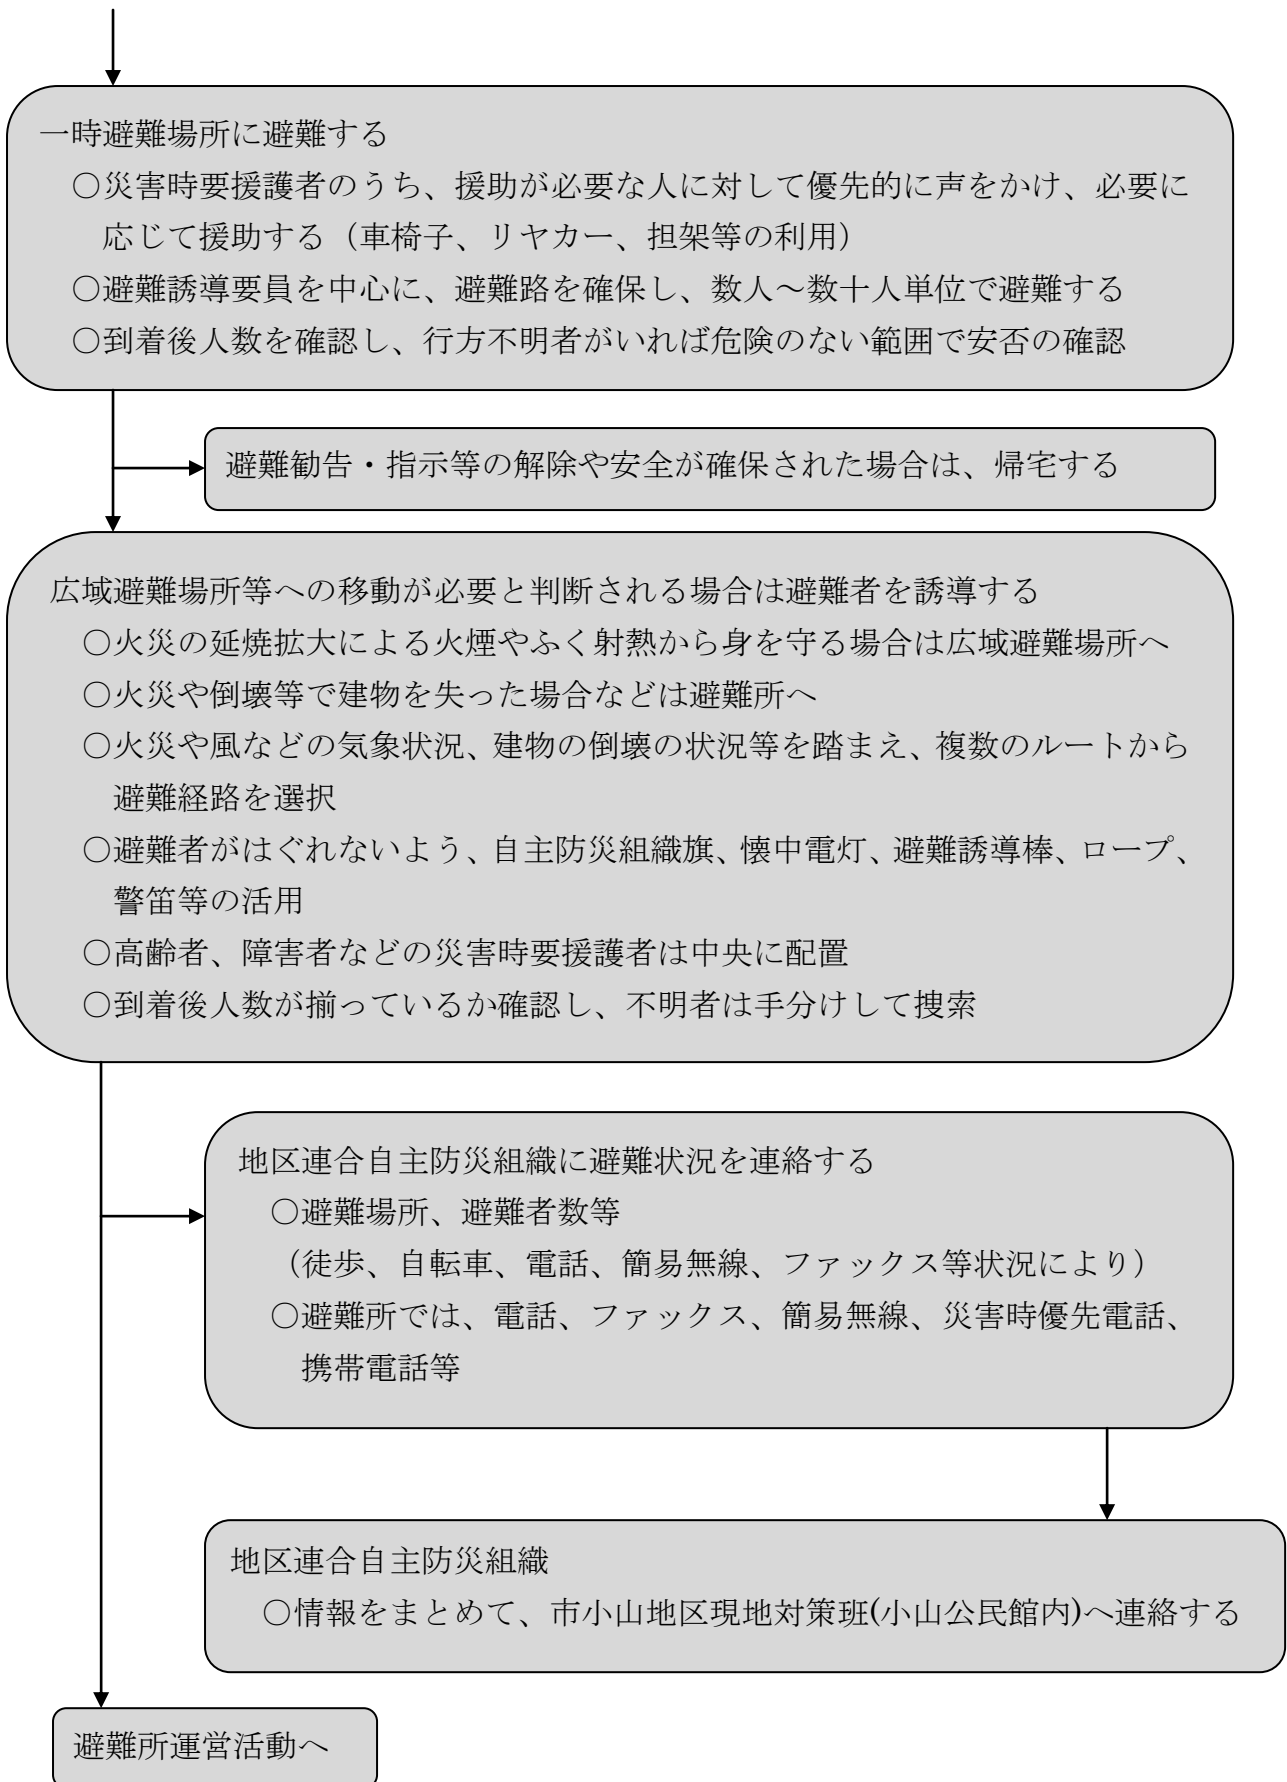 一時避難場所に避難する
○災害時要援護者のうち、援助が必要な人に対して優先的に声をかけ、必要に
応じて援助する（車椅子、リヤカー、担架等の利用）
○避難誘導要員を中心に、避難路を確保し、数人～数十人単位で避難する
○到着後人数を確認し、行方不明者がいれば危険のない範囲で安否の確認
避難勧告・指示等の解除や安全が確保された場合は、帰宅する
広域避難場所等への移動が必要と判断される場合は避難者を誘導する
○火災の延焼拡大による火煙やふく射熱から身を守る場合は広域避難場所へ
○火災や倒壊等で建物を失った場合などは避難所へ
○火災や風などの気象状況、建物の倒壊の状況等を踏まえ、複数のルートから
避難経路を選択
○避難者がはぐれないよう、自主防災組織旗、懐中電灯、避難誘導棒、ロープ、
警笛等の活用
○高齢者、障害者などの災害時要援護者は中央に配置
○到着後人数が揃っているか確認し、不明者は手分けして捜索
地区連合自主防災組織に避難状況を連絡する
○避難場所、避難者数等
（徒歩、自転車、電話、簡易無線、ファックス等状況により）
○避難所では、電話、ファックス、簡易無線、災害時優先電話、
携帯電話等
地区連合自主防災組織
○情報をまとめて、市小山地区現地対策班(小山公民館内)へ連絡する
避難所運営活動へ